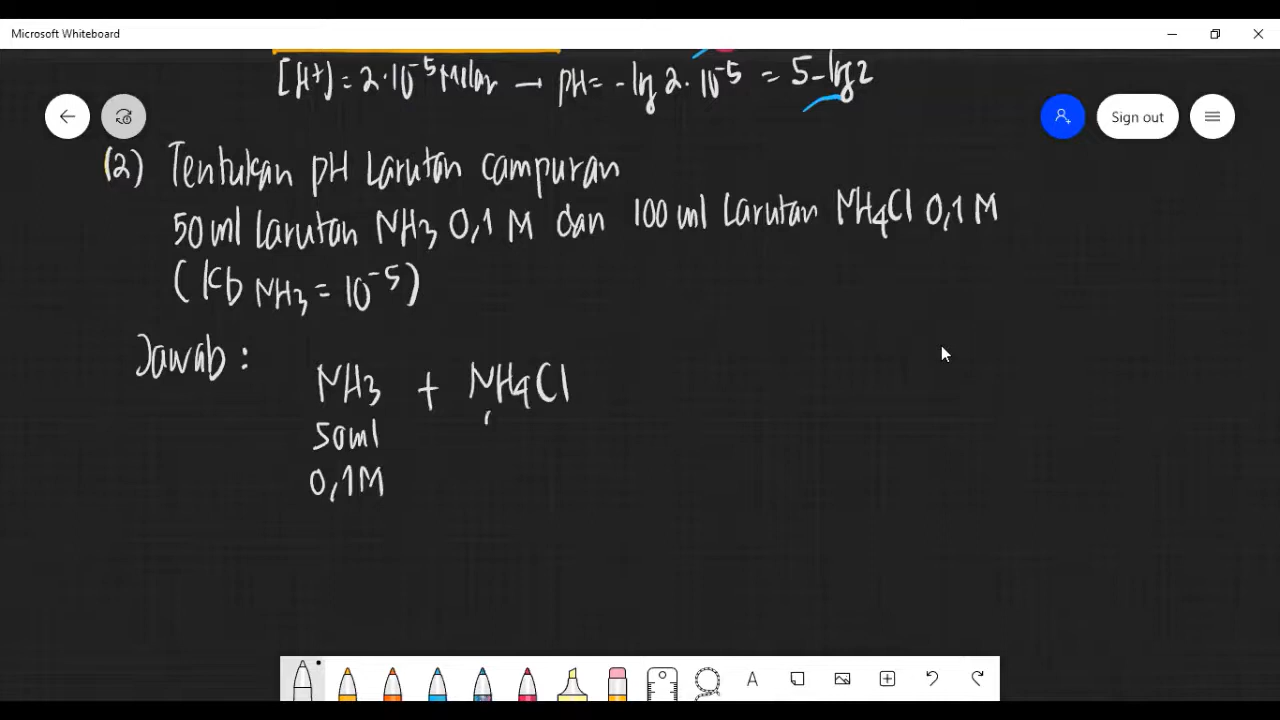 Microsoft Whiteboard
[H+] = 2·10⁻⁵ Molar → pH = -lg 2·10⁻⁵ = 5-lg2
Sign out
(2) Tentukan pH Larutan campuran
50 ml larutan NH3 0,1 M dan 100 ml Larutan NH4Cl 0,1 M
(Kb NH3 = 10⁻⁵)
Jawab :
NH3 + NH4Cl
50ml
0,1M
A